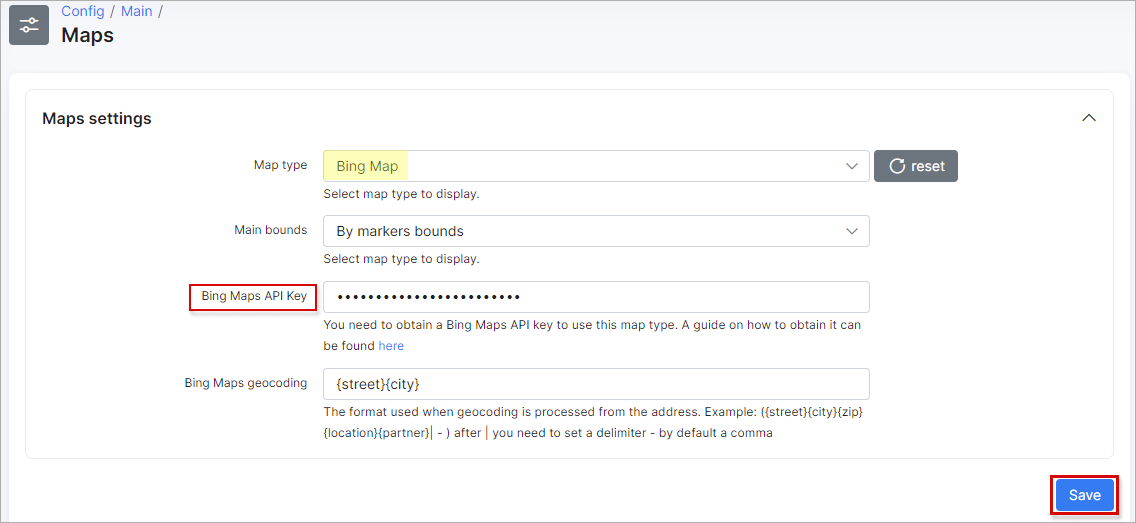 Config / Main /
Maps
Maps settings
Map type
Bing Map
reset
Select map type to display.
Main bounds
By markers bounds
Select map type to display.
Bing Maps API Key
••••••••••••••••••••••••
You need to obtain a Bing Maps API key to use this map type. A guide on how to obtain it can
be found here
Bing Maps geocoding
{street}{city}
The format used when geocoding is processed from the address. Example: ({street}{city}{zip}
{location}{partner}| - ) after | you need to set a delimiter - by default a comma
Save